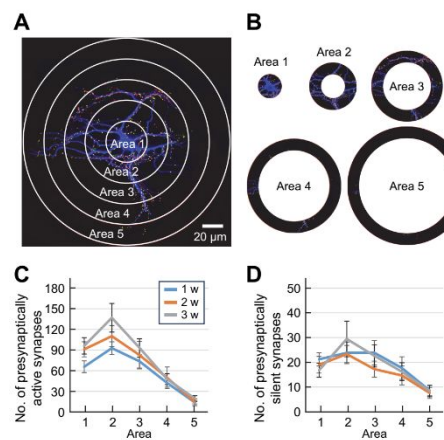 A
Area 1
Area 2
Area 3
Area 4
Area 5
20 µm
B
Area 1
Area 2
Area 3
Area 4
Area 5
C
No. of presynaptically
active synapses
180
150
120
90
60
30
0
1 w
2 w
3 w
1 2 3 4 5
Area
D
No. of presynaptically
silent synapses
50
40
30
20
10
0
1 2 3 4 5
Area